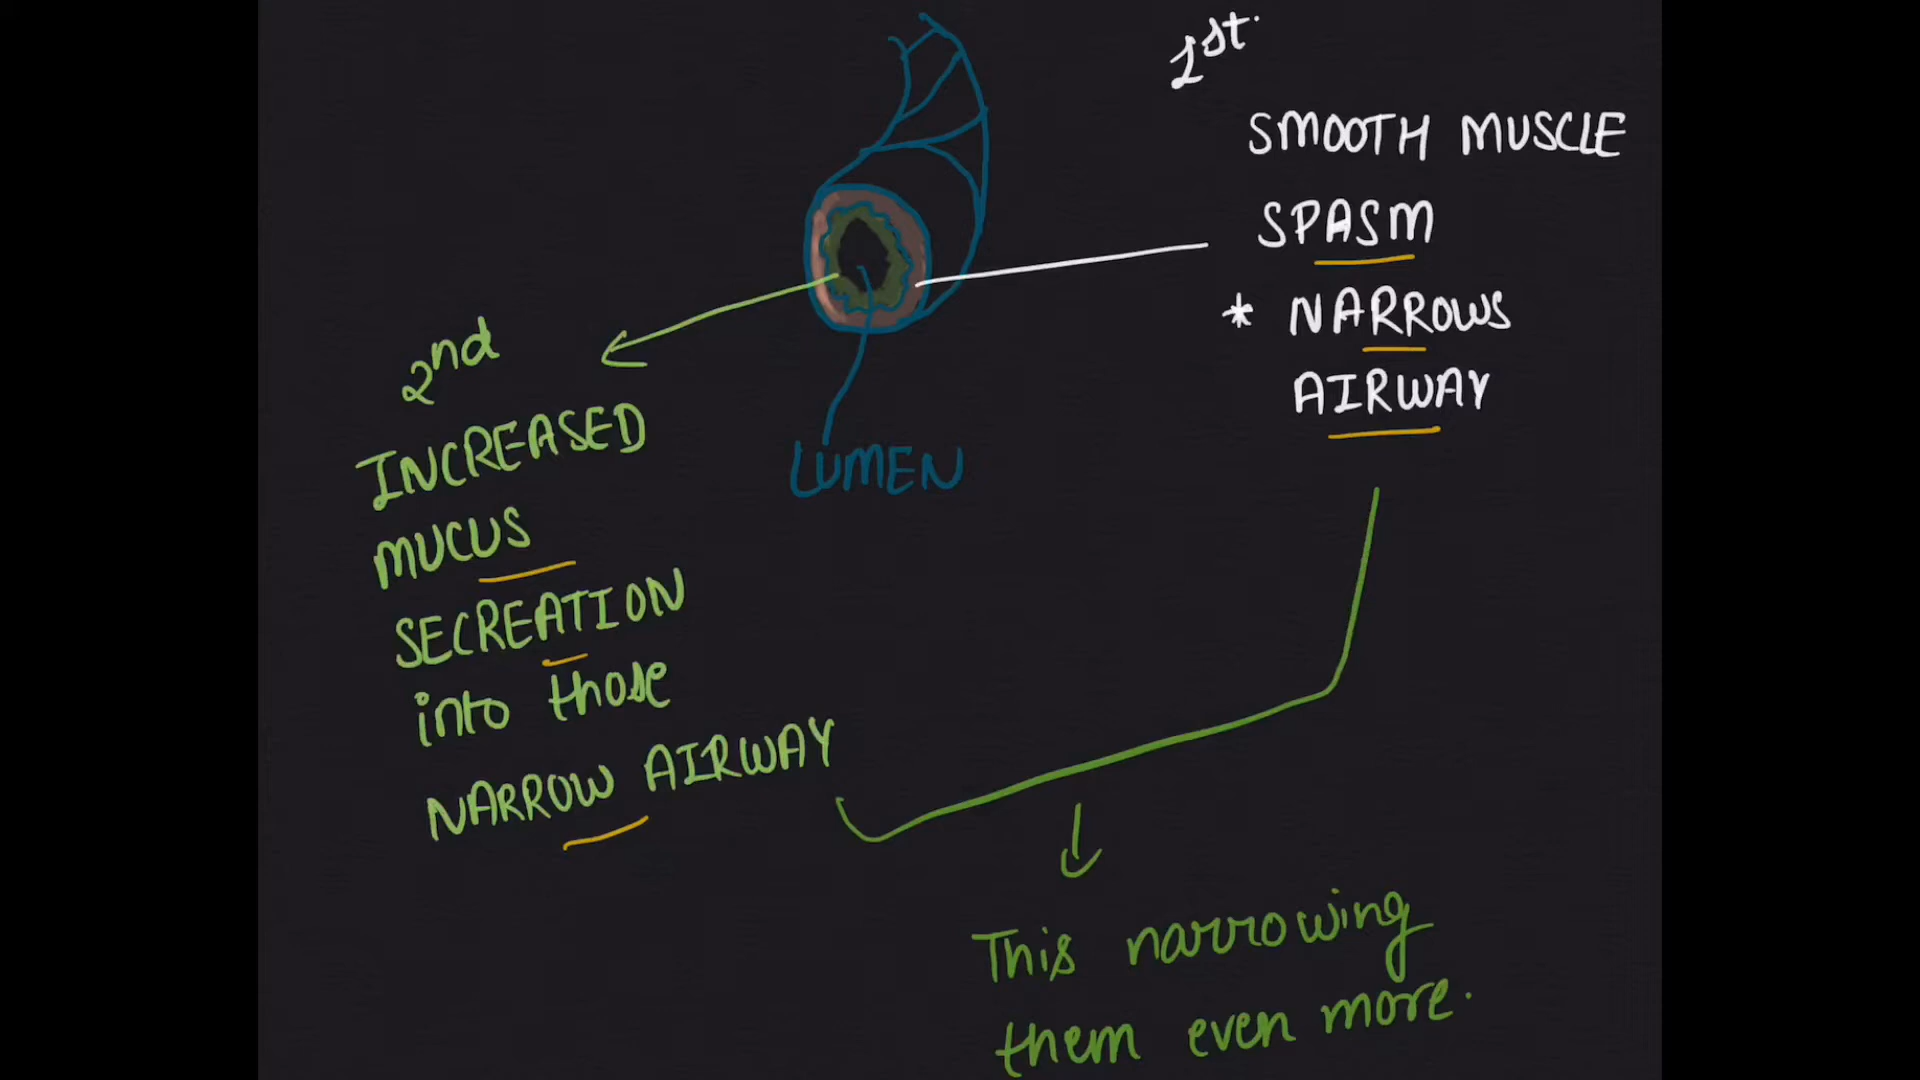 1st.
SMOOTH MUSCLE
SPASM
* NARROWS
AIRWAY
LUMEN
2nd
INCREASED
MUCUS
SECREATION
into those
NARROW AIRWAY
This narrowing
them even more.